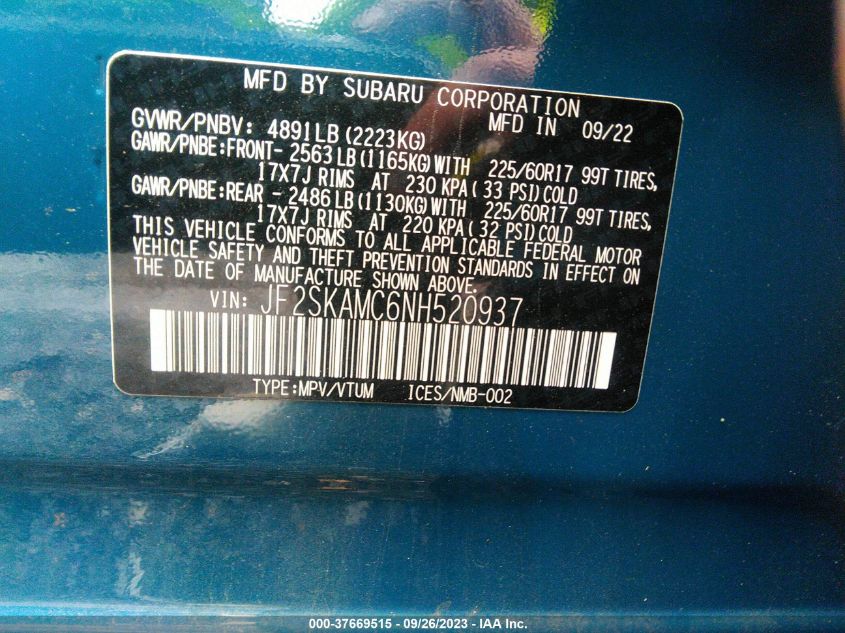 MFD BY SUBARU CORPORATION
GVWR/PNBV: 4891LB(2223KG) MFD IN 09/22
GAWR/PNBE:FRONT- 2563LB(1165KG)WITH 225/60R17 99T TIRES,
17X7J RIMS AT 230 KPA(33 PSI)COLD
GAWR/PNBE:REAR - 2486LB(1130KG)WITH 225/60R17 99T TIRES,
17X7J RIMS AT 220 KPA(32 PSI)COLD
THIS VEHICLE CONFORMS TO ALL APPLICABLE FEDERAL MOTOR
VEHICLE SAFETY AND THEFT PREVENTION STANDARDS IN EFFECT ON
THE DATE OF MANUFACTURE SHOWN ABOVE.
VIN: JF2SKAMC6NH520937
TYPE:MPV/VTUM ICES/NMB-002
000-37669515 - 09/26/2023 - IAA Inc.